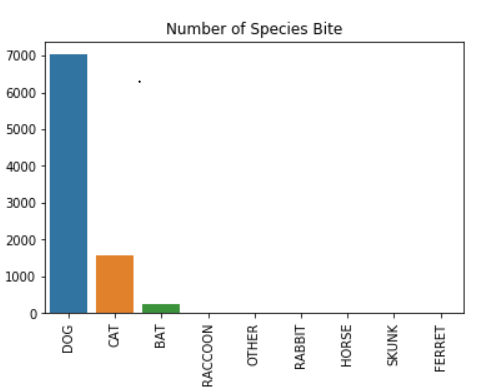 Number of Species Bite
7000
6000
5000
4000
3000
2000
1000
0
DOG
CAT
BAT
RACCOON
OTHER
RABBIT
HORSE
SKUNK
FERRET